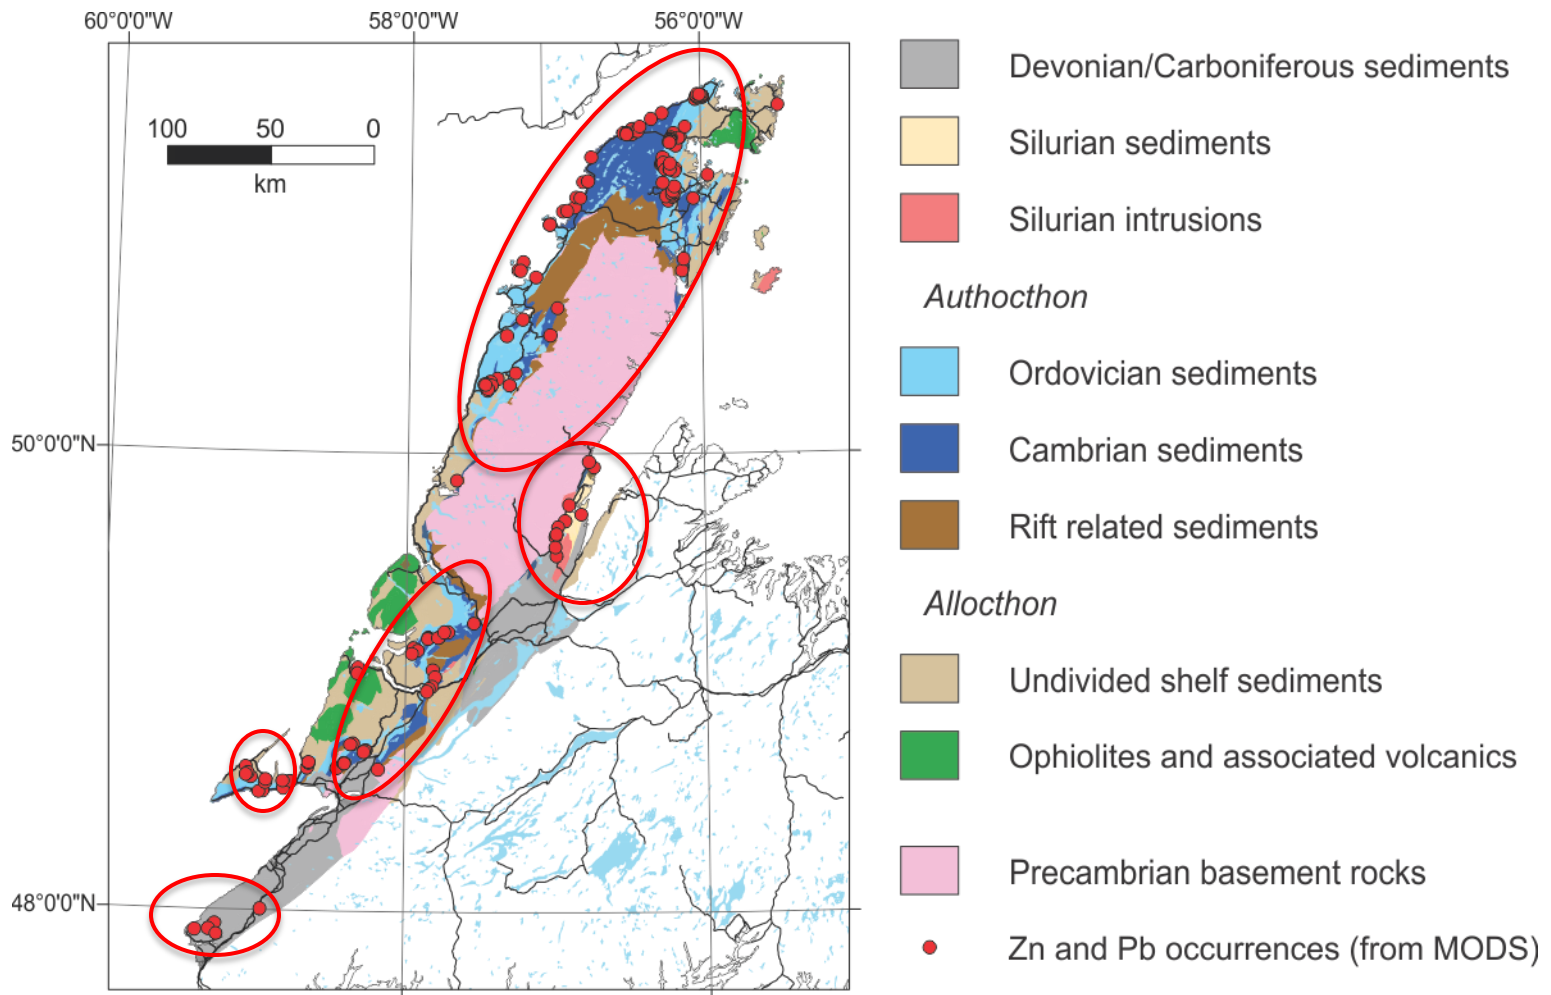 60°0'0"W
58°0'0"W
56°0'0"W
100
50
0
km
50°0'0"N
48°0'0"N
Devonian/Carboniferous sediments
Silurian sediments
Silurian intrusions
Authocthon
Ordovician sediments
Cambrian sediments
Rift related sediments
Allocthon
Undivided shelf sediments
Ophiolites and associated volcanics
Precambrian basement rocks
Zn and Pb occurrences (from MODS)